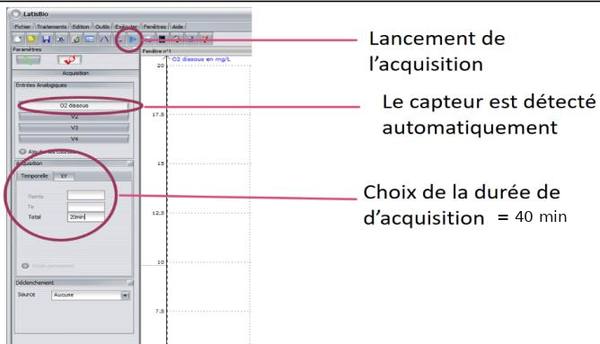 LatisBio
Fichier Traitements Edition Outils Exécuter Fenêtres Aide
Paramètres
Acquisition
Entrées Analogiques
O2 dissous
V2
V3
V4
Acquisition
Temporelle XY
Te
Total 20min
Déclenchement
Source Aucune
Fenêtre n°1
O2 dissous en mg/L
20
17.5
15
12.5
10
7.5
Lancement de
l’acquisition
Le capteur est détecté
automatiquement
Choix de la durée de
d’acquisition = 40 min